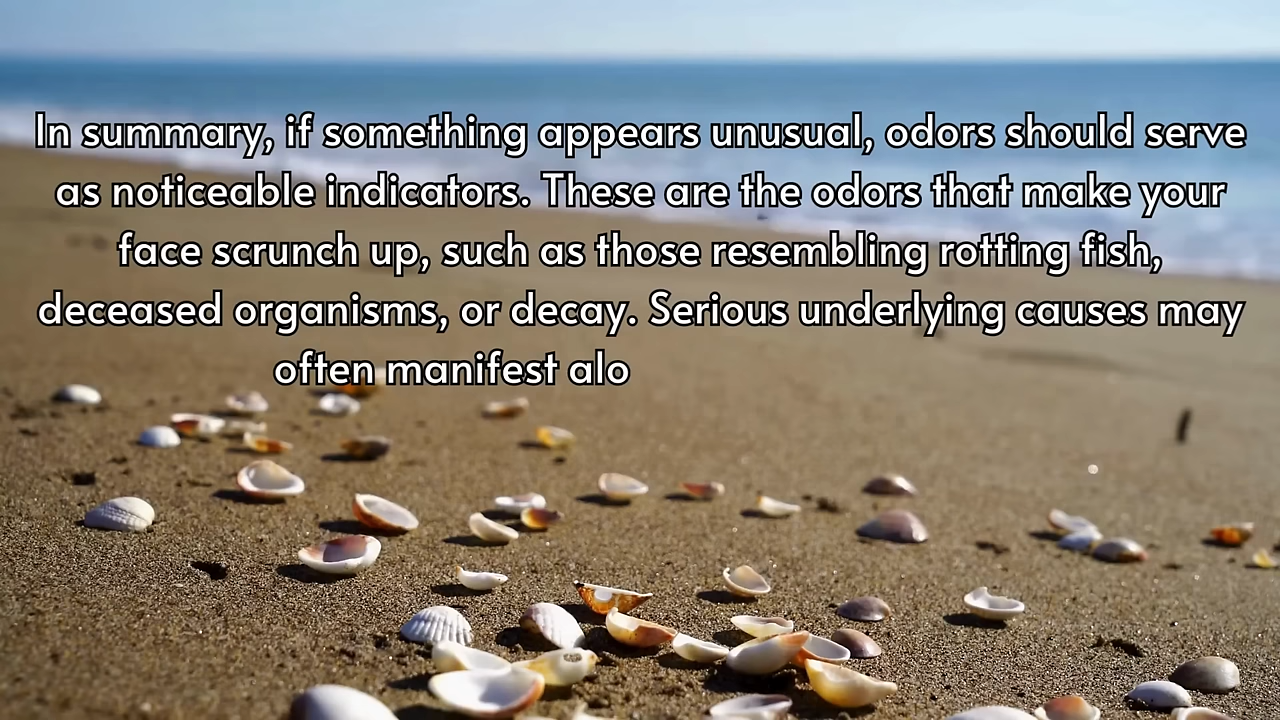 In summary, if something appears unusual, odors should serve
as noticeable indicators. These are the odors that make your
face scrunch up, such as those resembling rotting fish,
deceased organisms, or decay. Serious underlying causes may
often manifest alo